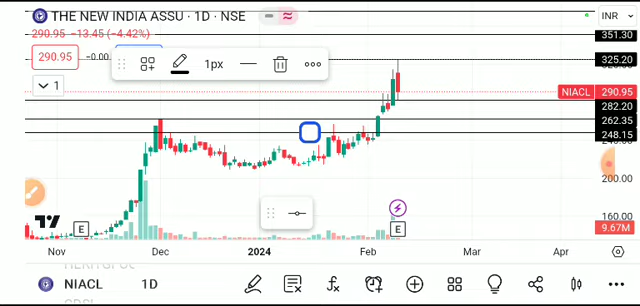 THE NEW INDIA ASSU · 1D · NSE
INR
290.95 −13.45 (−4.42%)
351.30
290.95
−0.00
1px
325.20
1
NIACL 290.95
282.20
262.35
248.15
200.00
160.00
9.67M
E
E
Nov Dec 2024 Feb Mar Apr
NIACL 1D